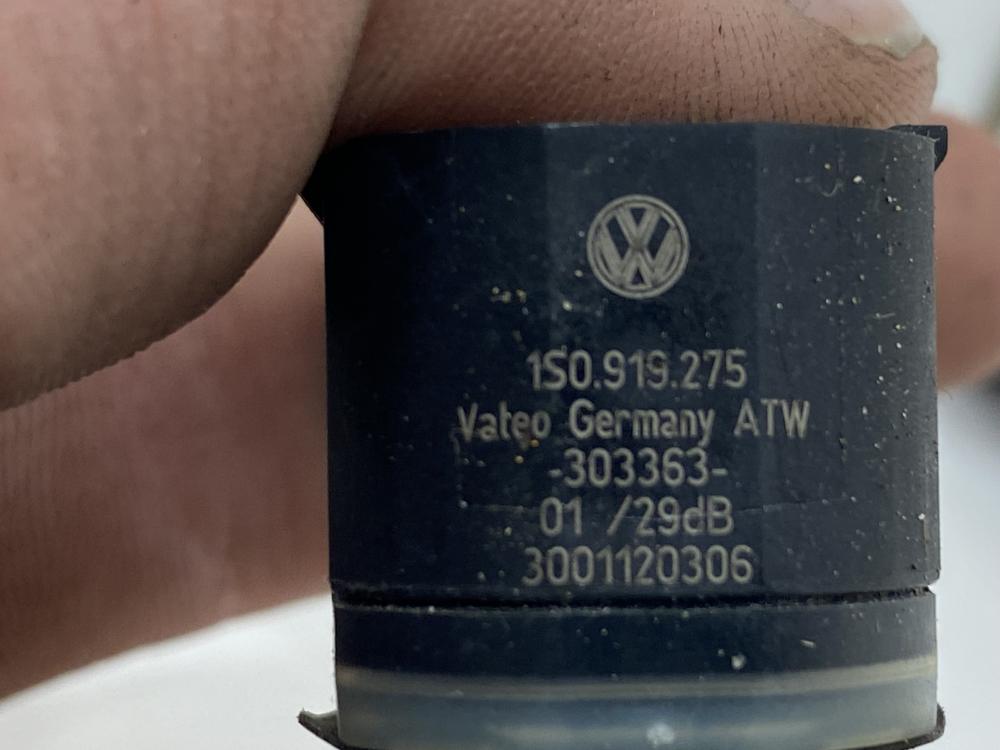 1S0.919.275
Valeo Germany ATW
-303363-
01 /29dB
3001120306